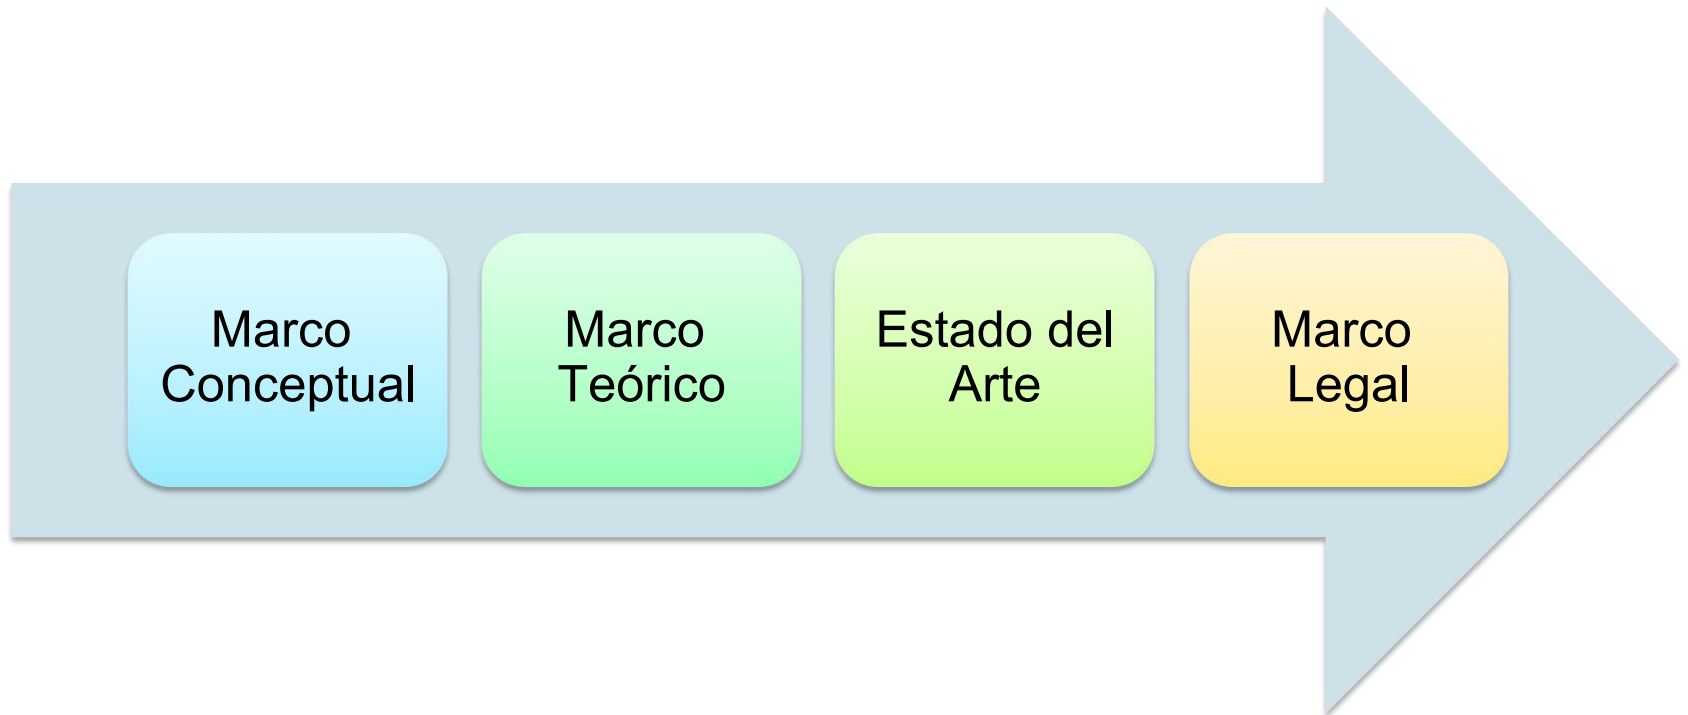 Marco
Conceptual
Marco
Teórico
Estado del
Arte
Marco
Legal